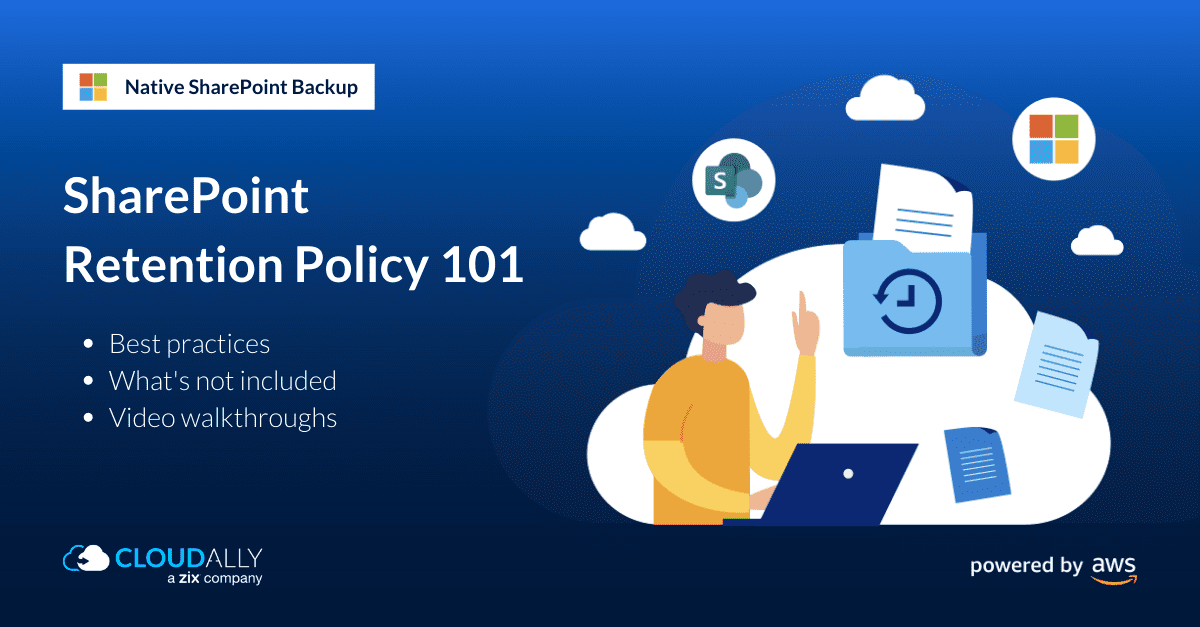 Native SharePoint Backup
SharePoint
Retention Policy 101
S
Best practices
What's not included
Video walkthroughs
CLOUDALLY
a zix company
powered by aws